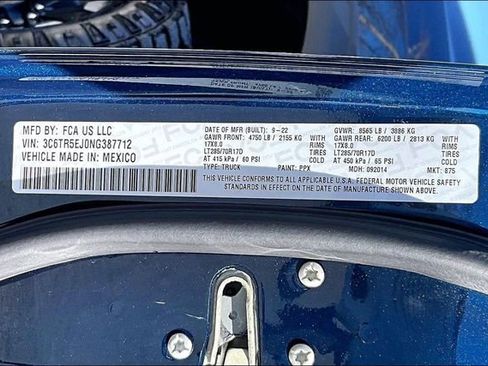 MFD BY: FCA US LLC
VIN: 3C6TR5EJ0NG387712
VEHICLE MADE IN: MEXICO
DATE OF MFR (BUILT): 9-22 GVWR: 8565 LB / 3886 KG
GAWR FRONT: 4750 LB / 2155 KG WITH GAWR REAR: 6200 LB / 2813 KG WITH
17X8.0 RIMS 17X8.0 RIMS
LT285/70R17D TIRES LT285/70R17D TIRES
AT 415 kPa / 60 PSI COLD AT 450 kPa / 65 PSI COLD
TYPE: TRUCK PAINT: PPX MDH: 092014 MKT: 875
THIS VEHICLE CONFORMS TO ALL APPLICABLE U.S.A. FEDERAL MOTOR VEHICLE SAFETY
STANDARDS IN EFFECT ON THE DATE OF MANUFACTURE SHOWN ABOVE.